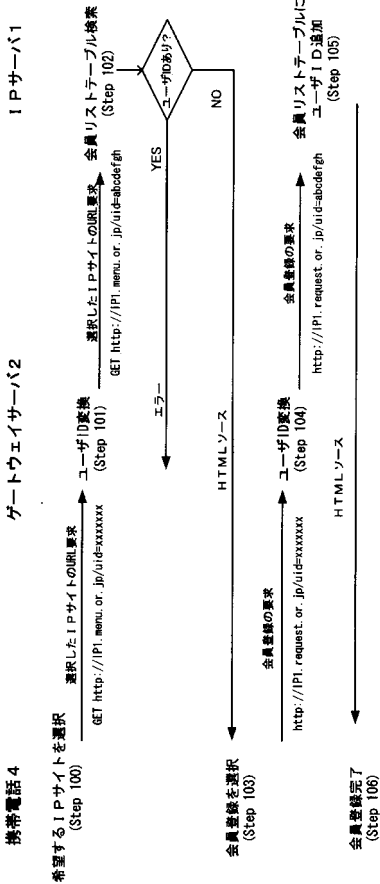 携帯電話4
ゲートウェイサーバ2
IPサーバ1
希望するIPサイトを選択
(Step 100)
選択したIPサイトのURL要求
GET http://IP1.menu.or.jp/uid=xxxxxxx
ユーザID変換
(Step 101)
選択したIPサイトのURL要求
GET http://IP1.menu.or.jp/uid=abcdefgh
会員リストテーブル検索
(Step 102)
ユーザIDあり?
YES
エラー
NO
HTMLソース
会員登録を選択
(Step 103)
会員登録の要求
http://IP1.request.or.jp/uid=xxxxxxx
ユーザID変換
(Step 104)
会員登録の要求
http://IP1.request.or.jp/uid=abcdefgh
会員リストテーブルに
ユーザID追加
(Step 105)
HTMLソース
会員登録完了
(Step 106)